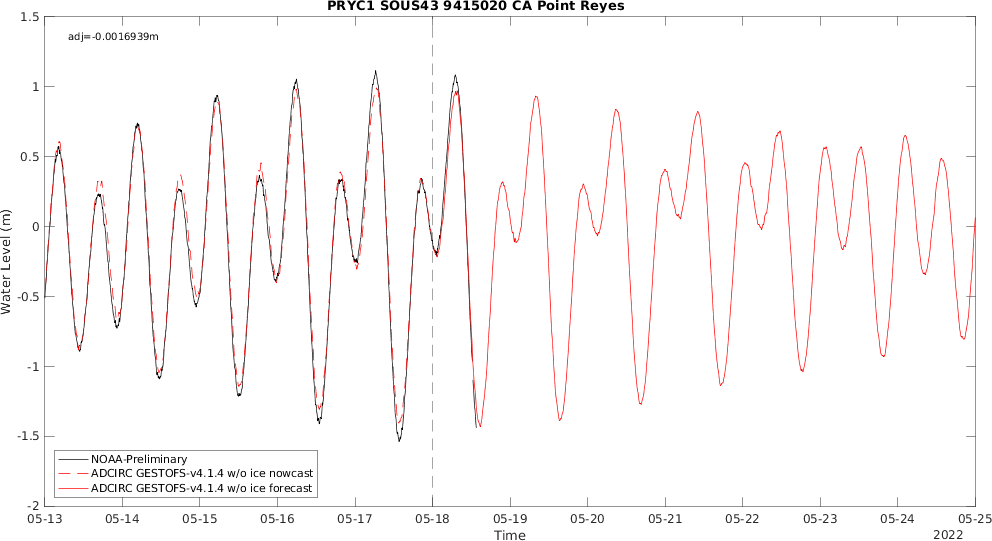 PRYC1 SOUS43 9415020 CA Point Reyes
adj=-0.0016939m
1.5
1
0.5
0
-0.5
-1
-1.5
-2
Water Level (m)
NOAA-Preliminary
ADCIRC GESTOFS-v4.1.4 w/o ice nowcast
ADCIRC GESTOFS-v4.1.4 w/o ice forecast
05-13 05-14 05-15 05-16 05-17 05-18 05-19 05-20 05-21 05-22 05-23 05-24 05-25
Time
2022